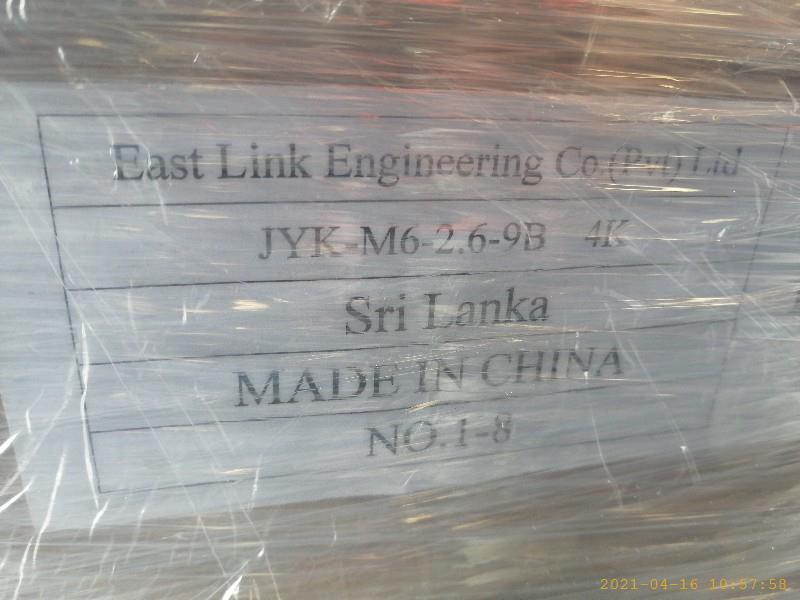 East Link Engineering Co.(Pvt) Ltd
JYK-M6-2.6-9B 4K
Sri Lanka
MADE IN CHINA
NO.1-8
2021-04-16 10:57:58